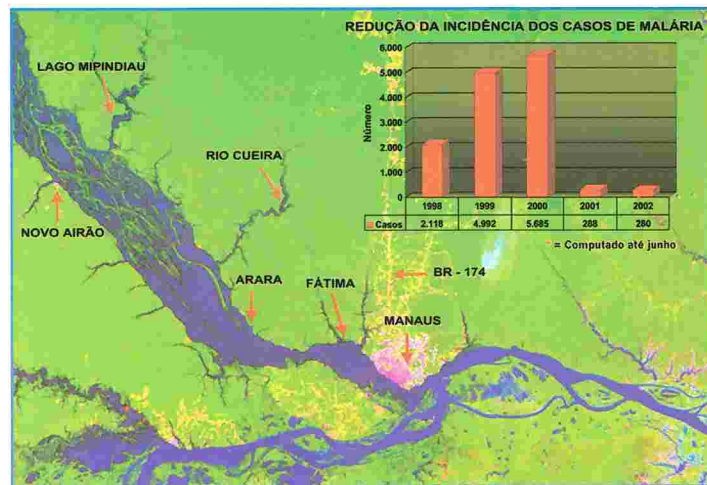 REDUÇÃO DA INCIDÊNCIA DOS CASOS DE MALÁRIA
6.000
5.000
4.000
3.000
2.000
1.000
0
Número
1998 1999 2000 2001 2002
Casos 2.118 4.992 5.685 288 280
* = Computado até junho
LAGO MIPINDIAU
RIO CUEIRA
NOVO AIRÃO
ARARA
FÁTIMA
BR - 174
MANAUS